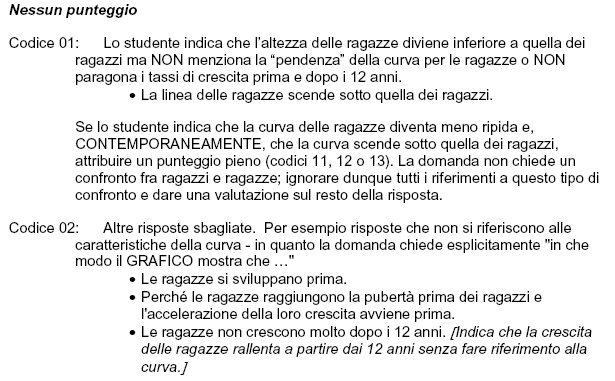 Nessun punteggio
Codice 01: Lo studente indica che l'altezza delle ragazze diviene inferiore a quella dei
ragazzi ma NON menziona la “pendenza” della curva per le ragazze o NON
paragona i tassi di crescita prima e dopo i 12 anni.
• La linea delle ragazze scende sotto quella dei ragazzi.
Se lo studente indica che la curva delle ragazze diventa meno ripida e,
CONTEMPORANEAMENTE, che la curva scende sotto quella dei ragazzi,
attribuire un punteggio pieno (codici 11, 12 o 13). La domanda non chiede un
confronto fra ragazzi e ragazze; ignorare dunque tutti i riferimenti a questo tipo di
confronto e dare una valutazione sul resto della risposta.
Codice 02: Altre risposte sbagliate. Per esempio risposte che non si riferiscono alle
caratteristiche della curva - in quanto la domanda chiede esplicitamente "in che
modo il GRAFICO mostra che …"
• Le ragazze si sviluppano prima.
• Perché le ragazze raggiungono la pubertà prima dei ragazzi e
l'accelerazione della loro crescita avviene prima.
• Le ragazze non crescono molto dopo i 12 anni. [Indica che la crescita
delle ragazze rallenta a partire dai 12 anni senza fare riferimento alla
curva.]